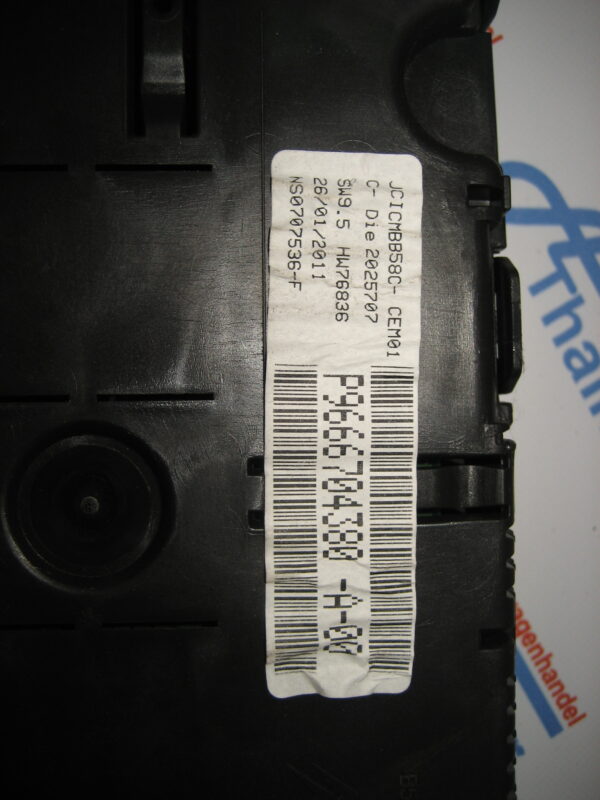 JCICMBB58C- CEM01
C- Die 2025707
SW9.5 HW76836
26/01/2011
NS0707536-F
P9666704380 -A-00